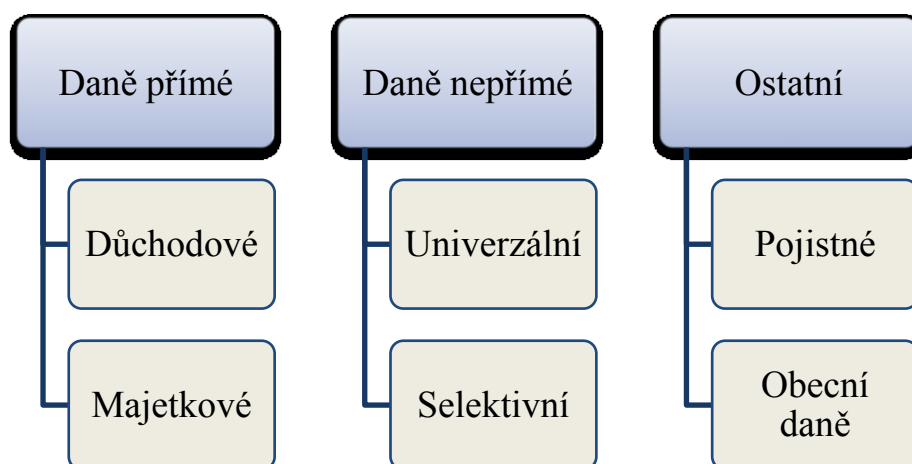 Daně přímé
Důchodové
Majetkové
Daně nepřímé
Univerzální
Selektivní
Ostatní
Pojistné
Obecní
daně